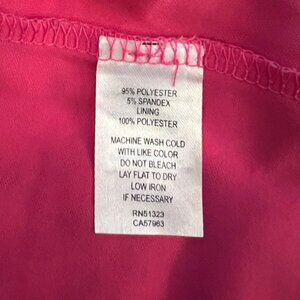 95% POLYESTER
5% SPANDEX
LINING
100% POLYESTER
MACHINE WASH COLD
WITH LIKE COLOR
DO NOT BLEACH
LAY FLAT TO DRY
LOW IRON
IF NECESSARY
RN51323
CA57963